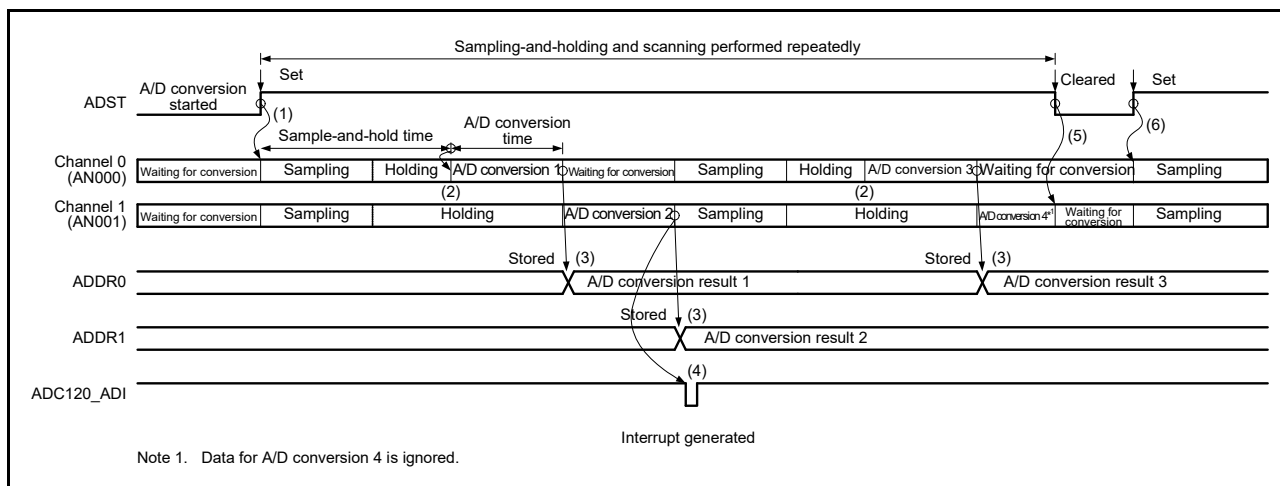 Sampling-and-holding and scanning performed repeatedly
ADST
A/D conversion
started
Set
Cleared
Set
(1)
(5)
(6)
Sample-and-hold time
A/D conversion
time
Channel 0
(AN000)
Waiting for conversion
Sampling
Holding
A/D conversion 1
Waiting for conversion
Sampling
Holding
A/D conversion 3
Waiting for conversion
Sampling
(2)
(2)
Channel 1
(AN001)
Waiting for conversion
Sampling
Holding
A/D conversion 2
Sampling
Holding
A/D conversion 4*1
Waiting for
conversion
Sampling
Stored
(3)
Stored
(3)
ADDR0
A/D conversion result 1
A/D conversion result 3
Stored
(3)
ADDR1
A/D conversion result 2
(4)
ADC120_ADI
Interrupt generated
Note 1. Data for A/D conversion 4 is ignored.